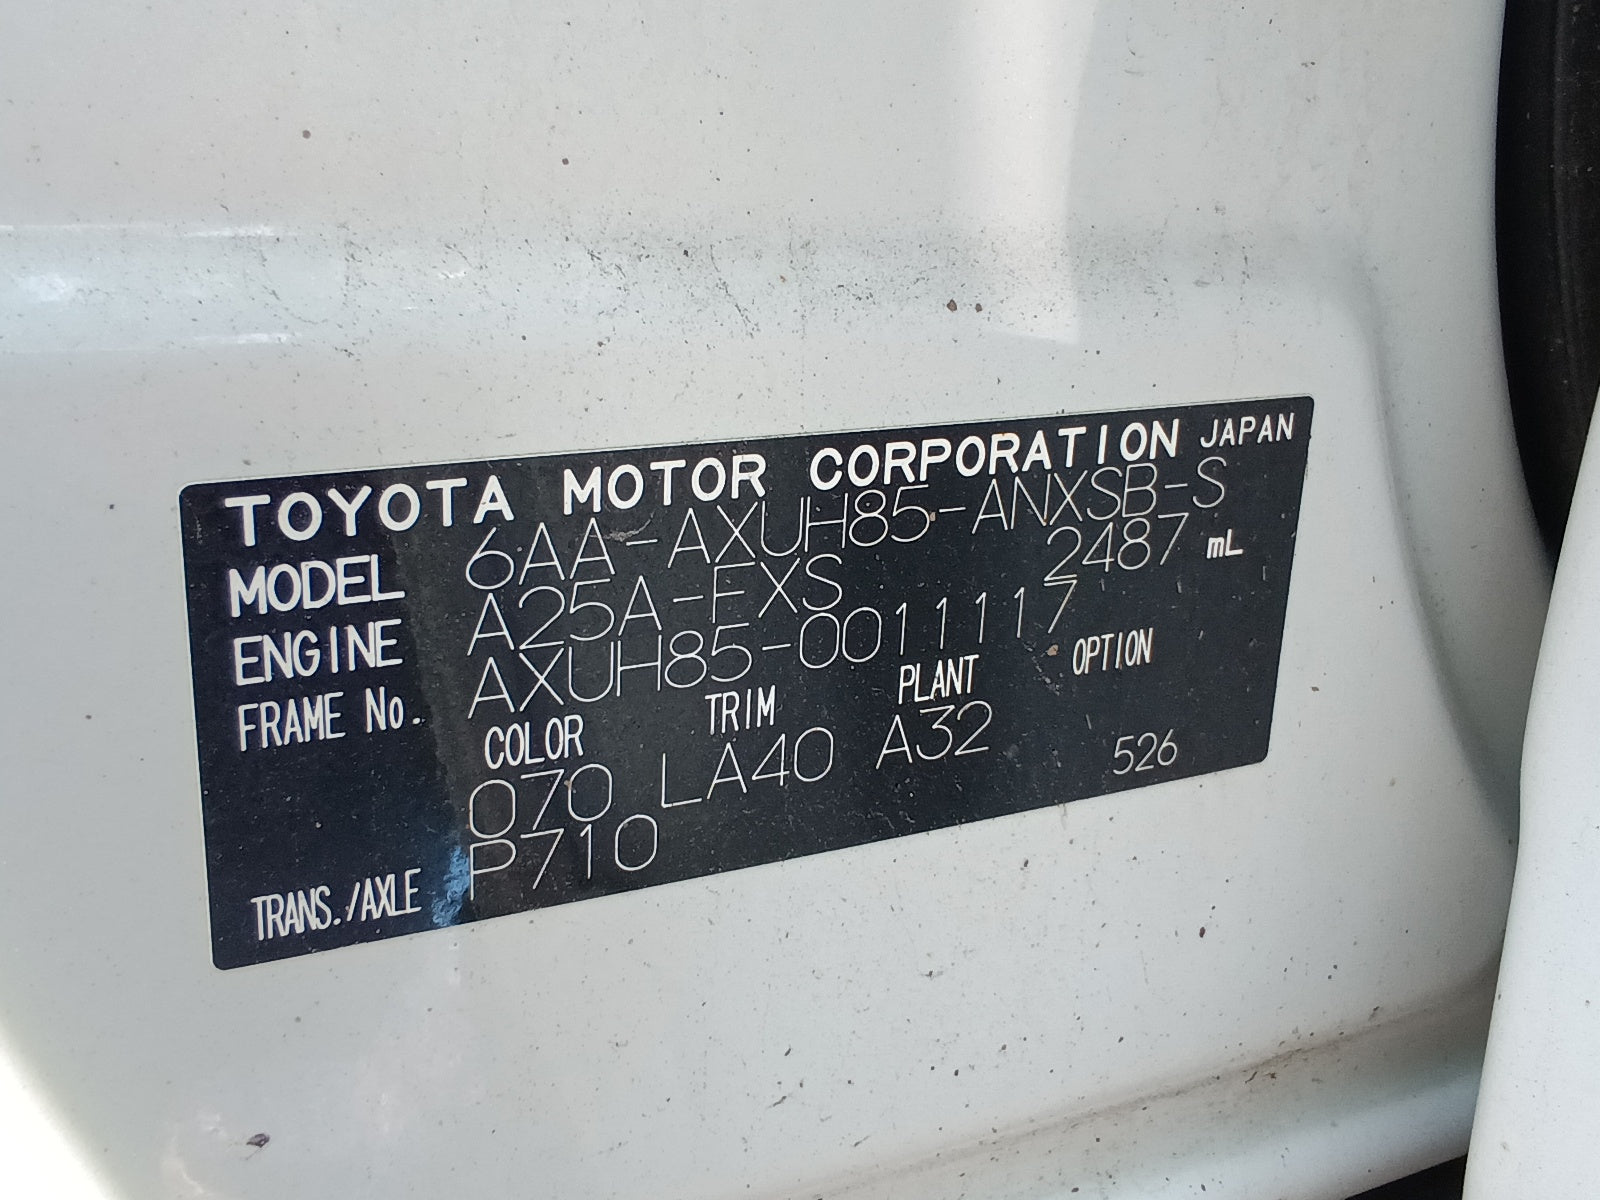 TOYOTA MOTOR CORPORATION JAPAN
MODEL 6AA-AXUH85-ANXSB-S
ENGINE A25A-FXS 2487 mL
FRAME No. AXUH85-0011117
COLOR TRIM PLANT OPTION
070 LA40 A32 526
TRANS./AXLE P710